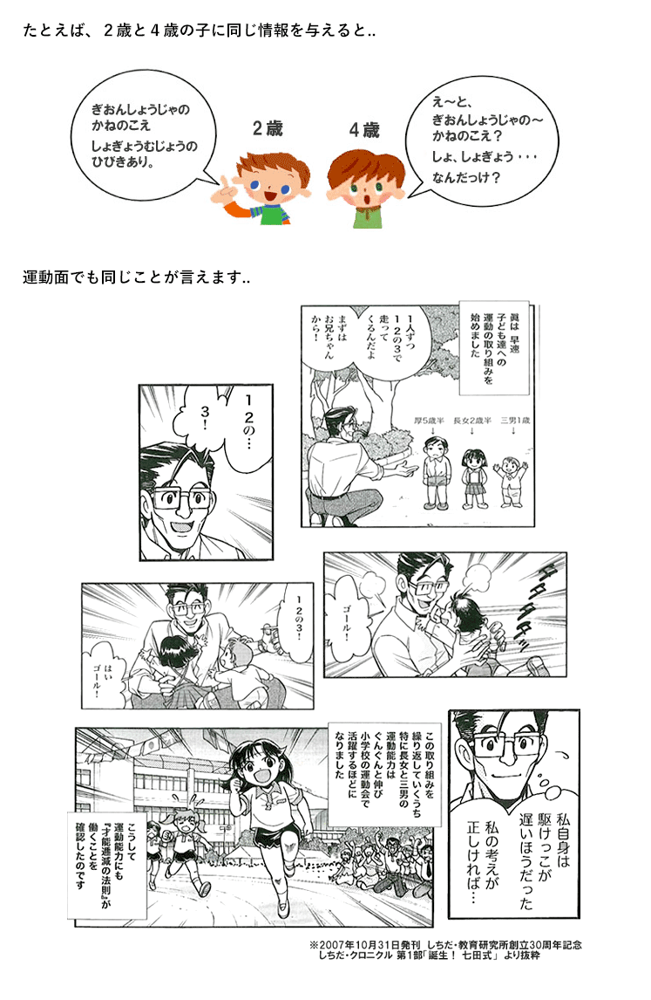 たとえば、２歳と４歳の子に同じ情報を与えると..
ぎおんしょうじゃの
かねのこえ
しょぎょうむじょうの
ひびきあり。
２歳
４歳
え〜と、
ぎおんしょうじゃの〜
かねのこえ？
しょ、しょぎょう・・・
なんだっけ？
運動面でも同じことが言えます..
眞は 早速
子ども達への
運動の取り組みを
始めました
１人ずつ
１２の３で
走って
くるんだよ
まずは
お兄ちゃん
から！
厚5歳半
長女2歳半
三男1歳
↓
↓
↓
１２の…
３！
ダダダダッ
ゴール！
１２の３！
はい
ゴール！
私自身は
駆けっこが
遅いほうだった
私の考えが
正しければ…
この取り組みを
繰り返していくうち
特に長女と三男の
運動能力は
ぐんぐんと伸び
小学校の運動会で
活躍するほどに
なりました
こうして
運動能力にも
『才能逓減の法則』が
働くことを
確認したのです
※2007年10月31日発刊　しちだ・教育研究所創立30周年記念
しちだ・クロニクル 第1部「誕生！ 七田式」 より抜粋